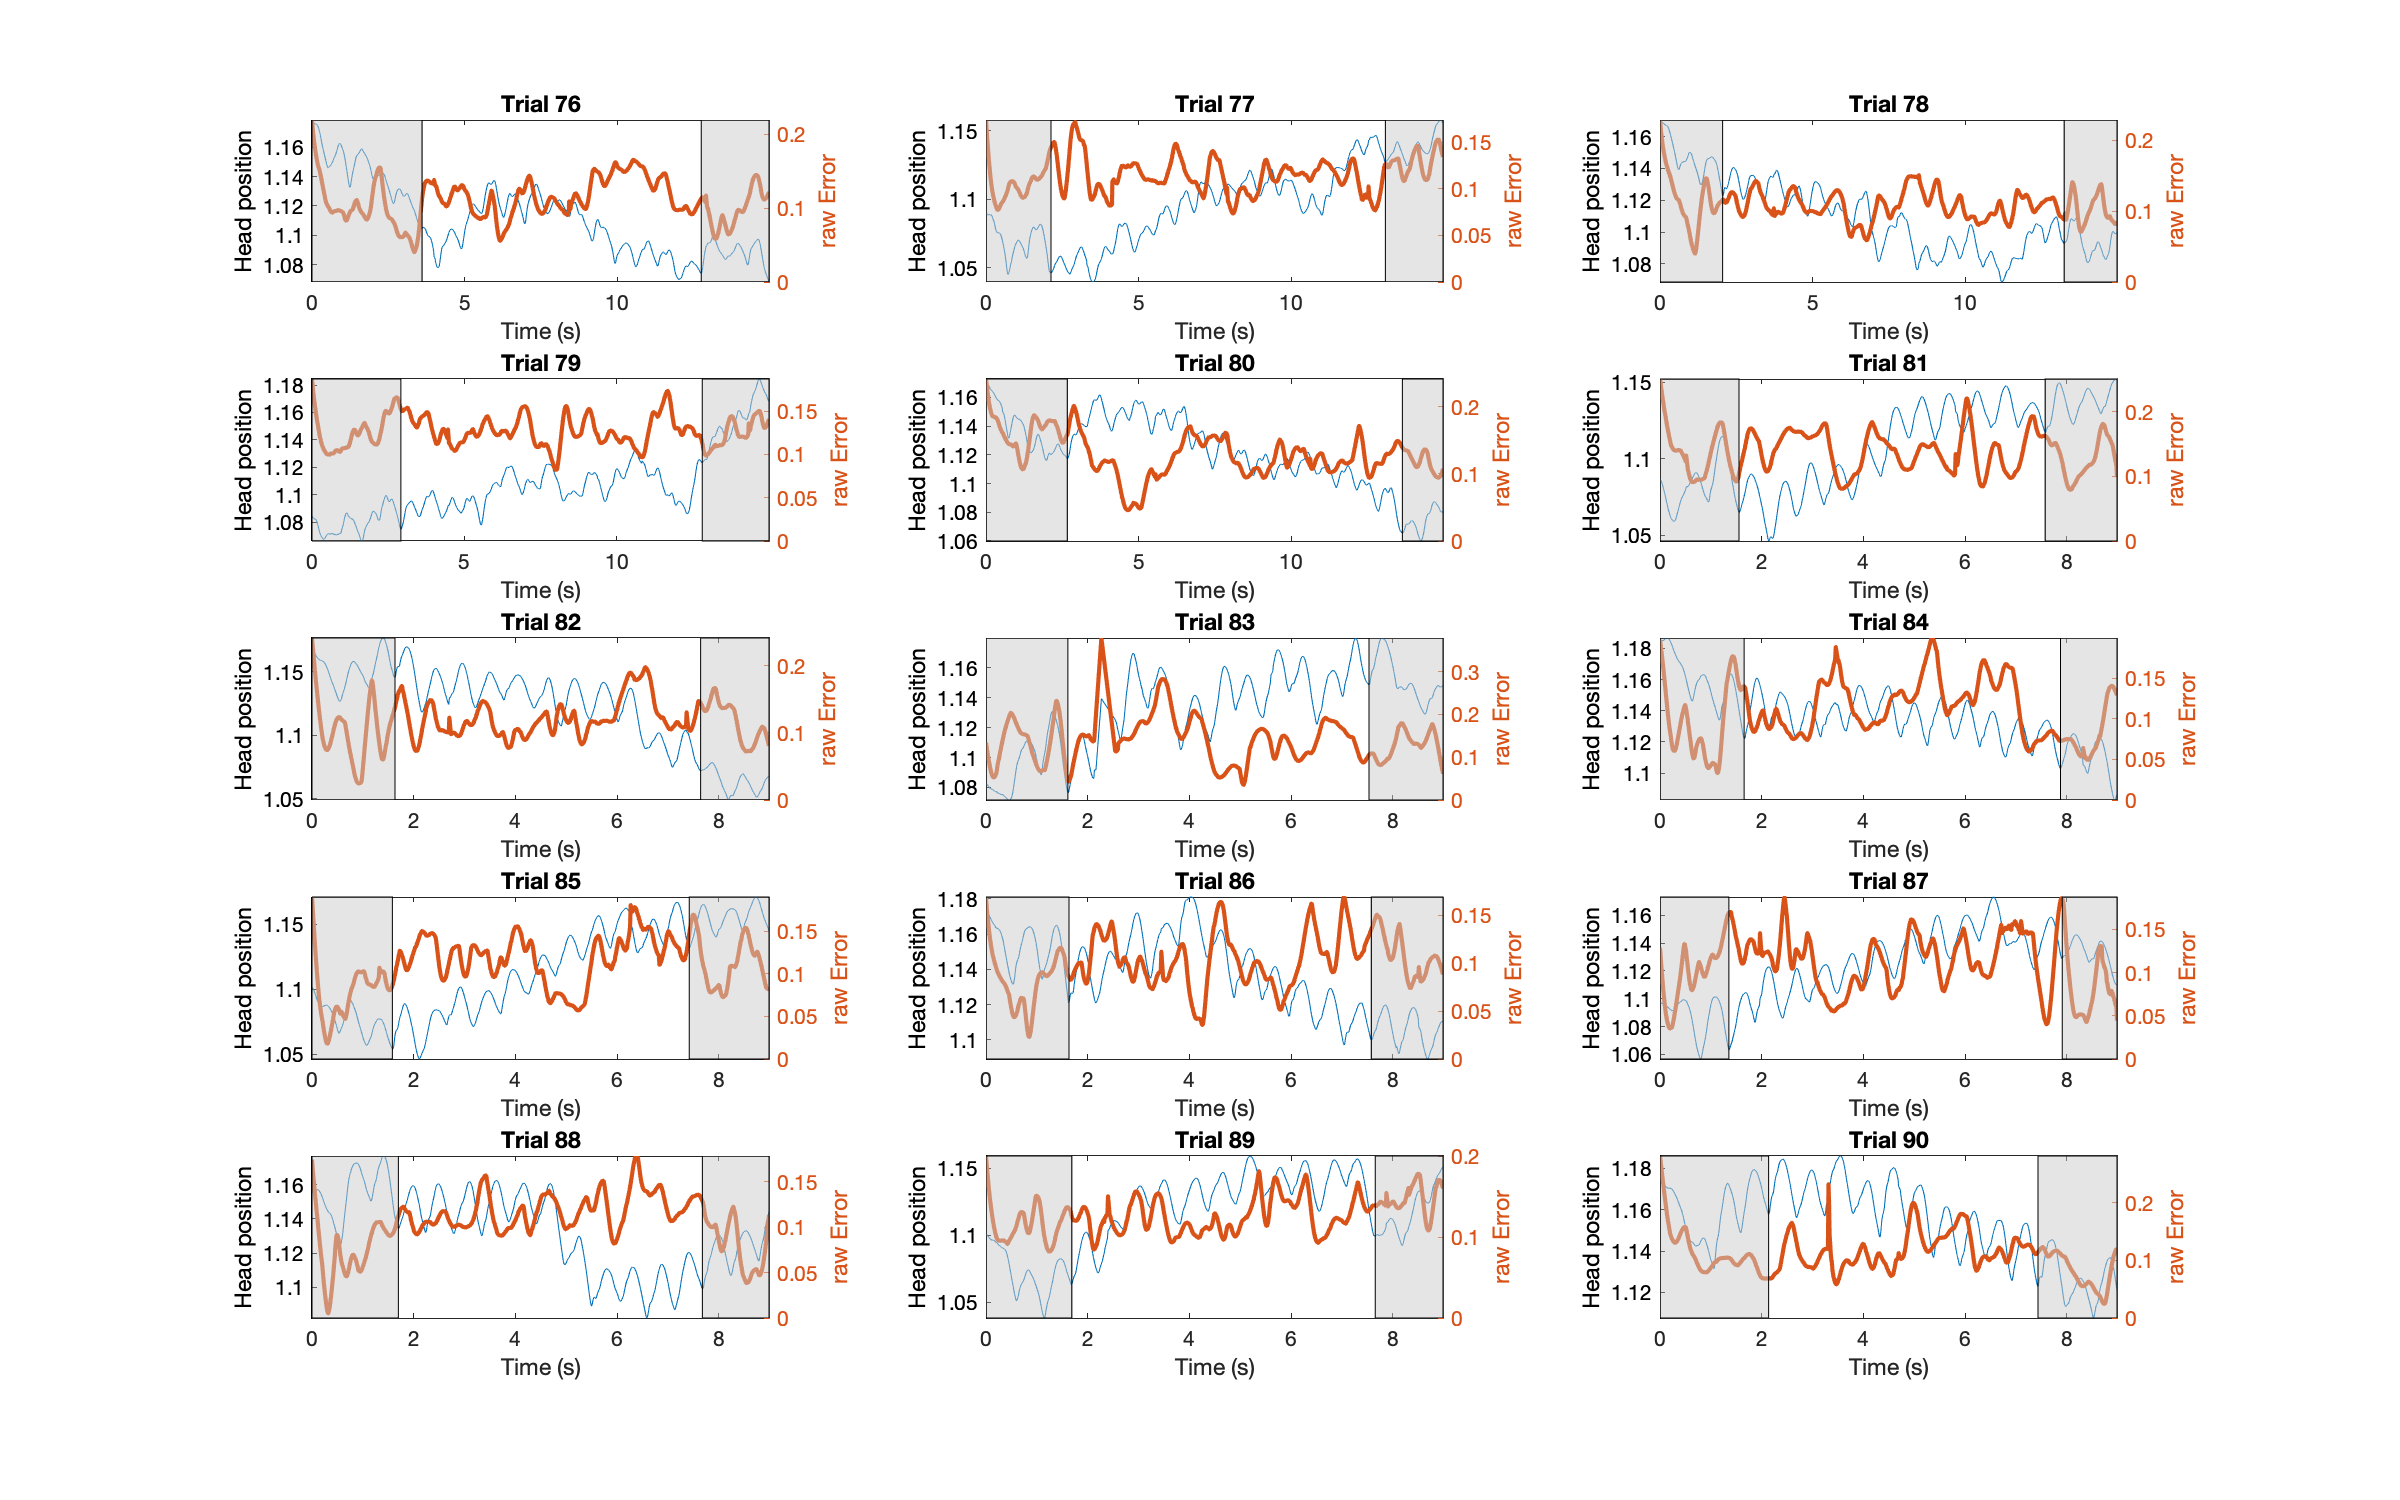 Trial 76
Head position
1.16
1.14
1.12
1.1
1.08
0.2
0.1
0
raw Error
0 5 10
Time (s)
Trial 77
Head position
1.15
1.1
1.05
0.15
0.1
0.05
0
raw Error
0 5 10
Time (s)
Trial 78
Head position
1.16
1.14
1.12
1.1
1.08
0.2
0.1
0
raw Error
0 5 10
Time (s)
Trial 79
Head position
1.18
1.16
1.14
1.12
1.1
1.08
0.15
0.1
0.05
0
raw Error
0 5 10
Time (s)
Trial 80
Head position
1.16
1.14
1.12
1.1
1.08
1.06
0.2
0.1
0
raw Error
0 5 10
Time (s)
Trial 81
Head position
1.15
1.1
1.05
0.2
0.1
0
raw Error
0 2 4 6 8
Time (s)
Trial 82
Head position
1.15
1.1
1.05
0.2
0.1
0
raw Error
0 2 4 6 8
Time (s)
Trial 83
Head position
1.16
1.14
1.12
1.1
1.08
0.3
0.2
0.1
0
raw Error
0 2 4 6 8
Time (s)
Trial 84
Head position
1.18
1.16
1.14
1.12
1.1
0.15
0.1
0.05
0
raw Error
0 2 4 6 8
Time (s)
Trial 85
Head position
1.15
1.1
1.05
0.15
0.1
0.05
0
raw Error
0 2 4 6 8
Time (s)
Trial 86
Head position
1.18
1.16
1.14
1.12
1.1
0.15
0.1
0.05
0
raw Error
0 2 4 6 8
Time (s)
Trial 87
Head position
1.16
1.14
1.12
1.1
1.08
1.06
0.15
0.1
0.05
0
raw Error
0 2 4 6 8
Time (s)
Trial 88
Head position
1.16
1.14
1.12
1.1
0.15
0.1
0.05
0
raw Error
0 2 4 6 8
Time (s)
Trial 89
Head position
1.15
1.1
1.05
0.2
0.1
0
raw Error
0 2 4 6 8
Time (s)
Trial 90
Head position
1.18
1.16
1.14
1.12
0.2
0.1
0
raw Error
0 2 4 6 8
Time (s)